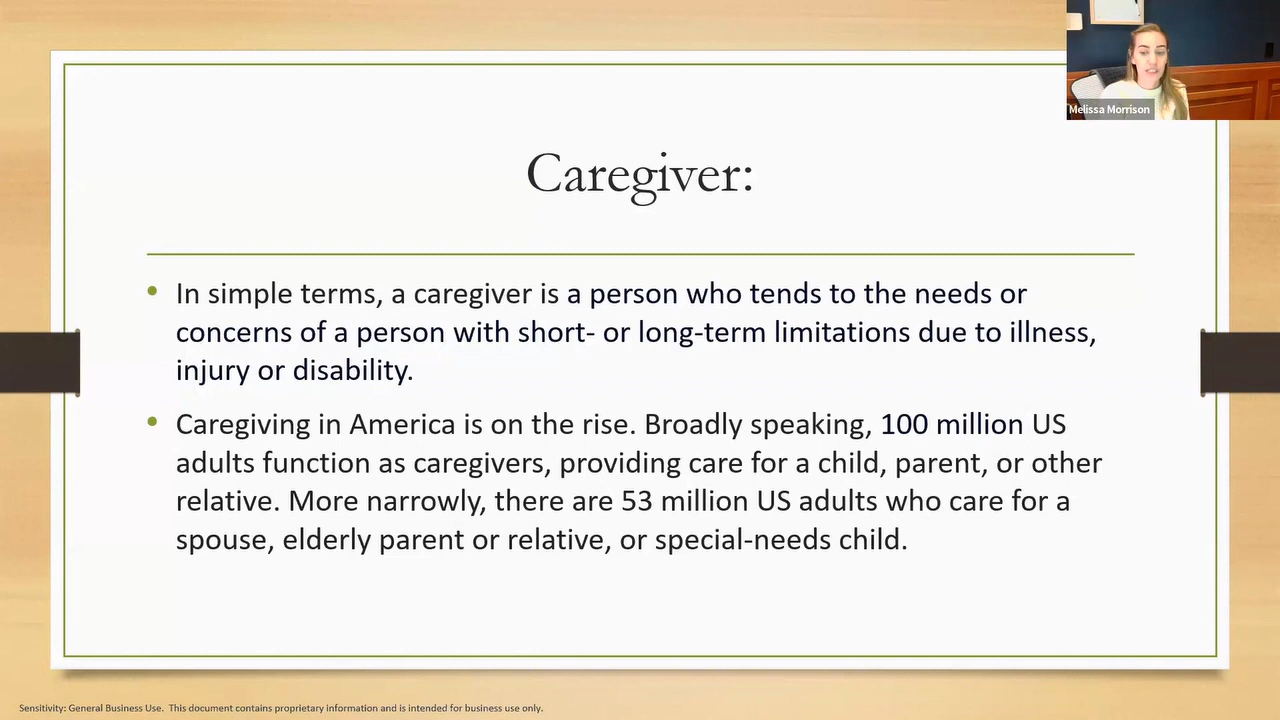 Melissa Morrison
Caregiver:
• In simple terms, a caregiver is a person who tends to the needs or
concerns of a person with short- or long-term limitations due to illness,
injury or disability.
• Caregiving in America is on the rise. Broadly speaking, 100 million US
adults function as caregivers, providing care for a child, parent, or other
relative. More narrowly, there are 53 million US adults who care for a
spouse, elderly parent or relative, or special-needs child.
Sensitivity: General Business Use.  This document contains proprietary information and is intended for business use only.